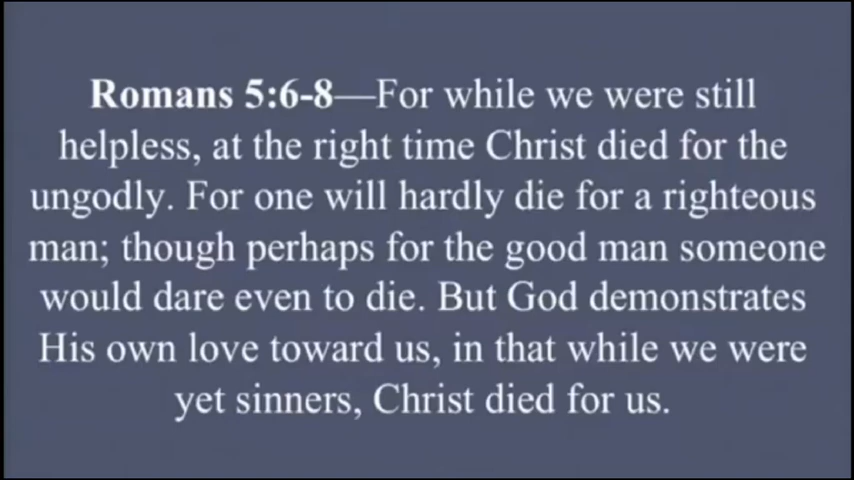 Romans 5:6-8—For while we were still
helpless, at the right time Christ died for the
ungodly. For one will hardly die for a righteous
man; though perhaps for the good man someone
would dare even to die. But God demonstrates
His own love toward us, in that while we were
yet sinners, Christ died for us.